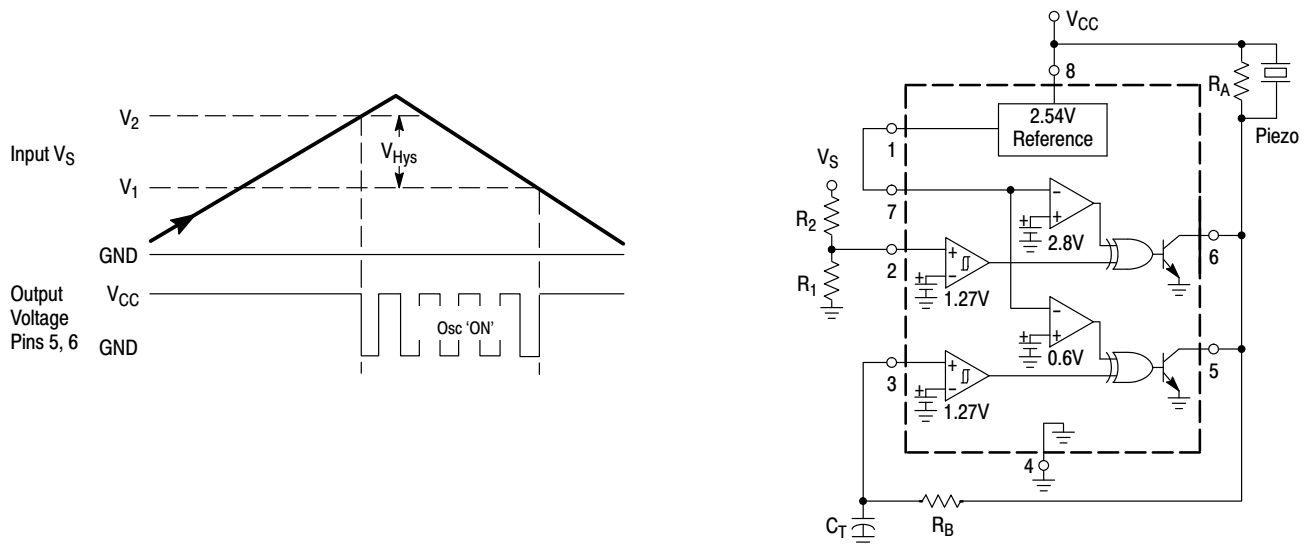 V2
Input VS
VHys
V1
GND
Output
Voltage
Pins 5, 6
VCC
Osc 'ON'
GND
VCC
8
RA
Piezo
2.54V
Reference
1
VS
7
R2
2.8V
6
2
R1
1.27V
0.6V
5
3
1.27V
4
CT
RB
+
−
+
−
+
+
−
+
−
+
+
−
+